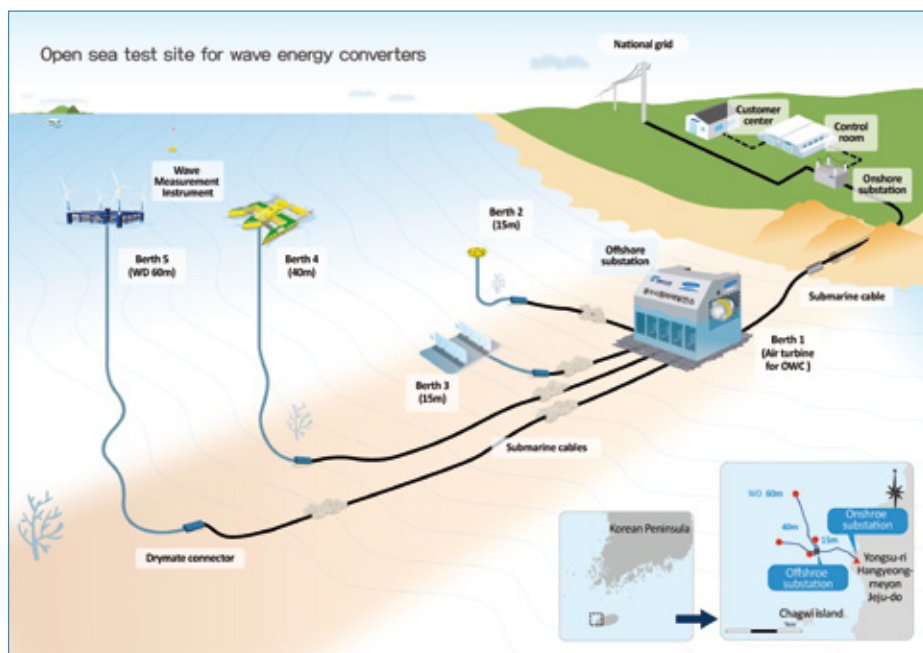 Open sea test site for wave energy converters
National grid
Customer
center
Control
room
Onshore
substation
Wave
Measurement
Instrument
Berth 5
(WD 60m)
Berth 4
(40m)
Berth 2
(15m)
Offshore
substation
Submarine cable
Berth 1
(Air turbine
for OWC)
Berth 3
(15m)
Submarine cables
Drymate connector
Korean Peninsula
WD 60m
40m
15m
Onshroe
substation
Offshroe
substation
Yongsu-ri
Hangyeong-
meyon
Jeju-do
Chagwi island